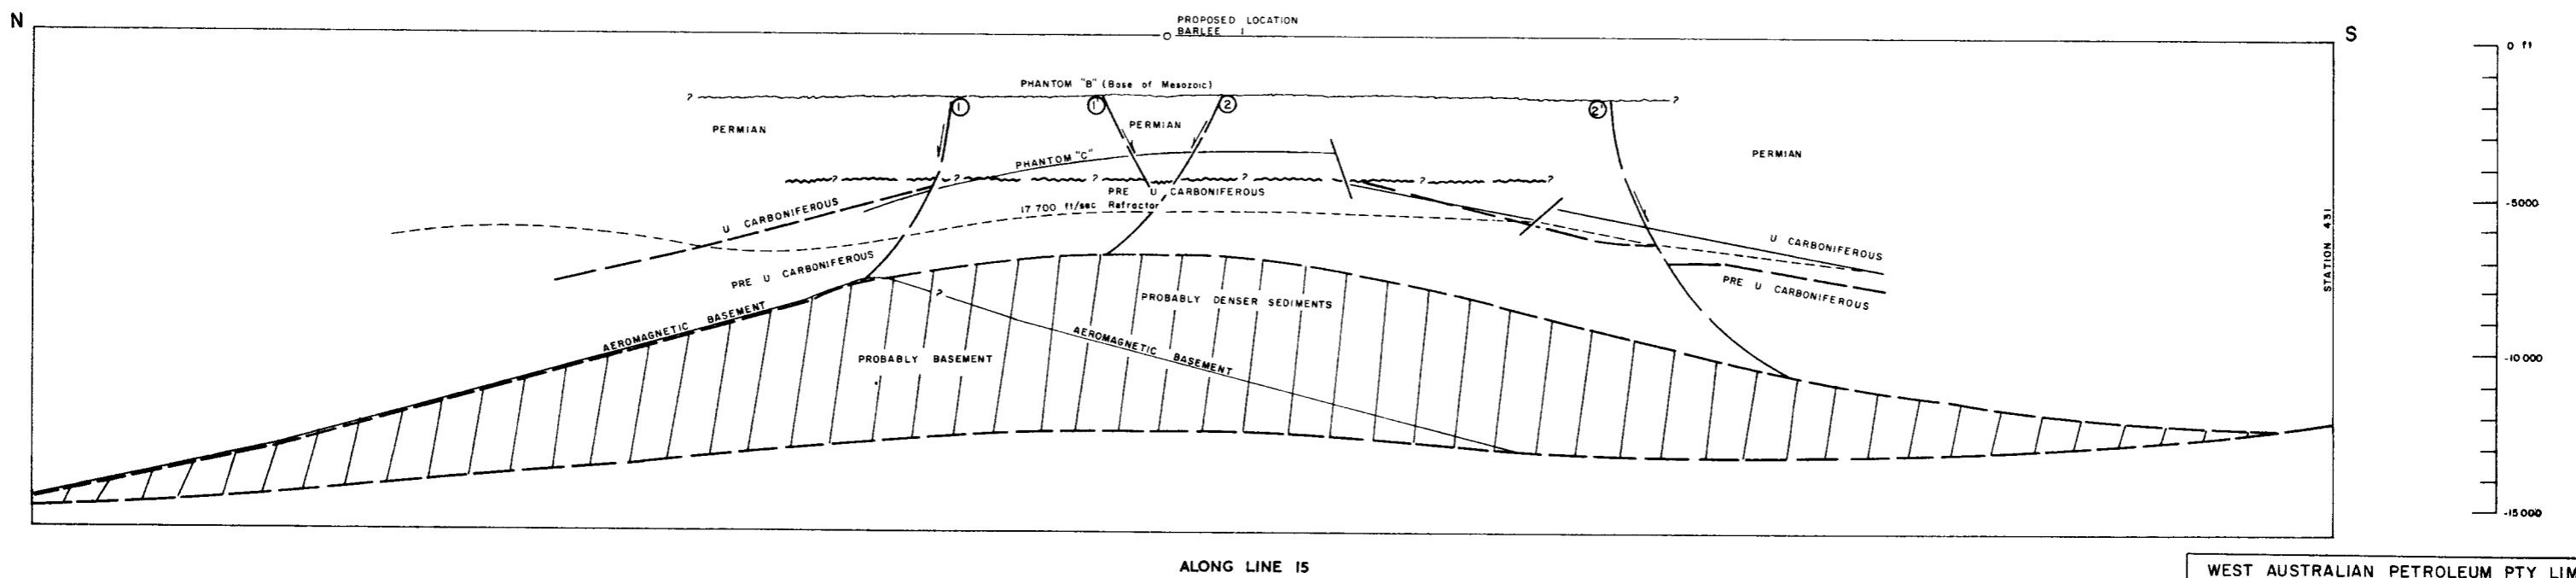 N
PROPOSED LOCATION
BARLEE 1
S
0 ft
PHANTOM "B" (Base of Mesozoic)
? ?
1 1' 2 2'
PERMIAN
PERMIAN
PERMIAN
PHANTOM "C"
? ? ? ? ? ?
PRE U CARBONIFEROUS
U CARBONIFEROUS
17 700 ft/sec Refractor
-5000
STATION 431
U CARBONIFEROUS
PRE U CARBONIFEROUS
PRE U CARBONIFEROUS
?
PROBABLY DENSER SEDIMENTS
AEROMAGNETIC BASEMENT
AEROMAGNETIC BASEMENT
PROBABLY BASEMENT
-10 000
-15 000
ALONG LINE 15
WEST AUSTRALIAN PETROLEUM PTY LIM